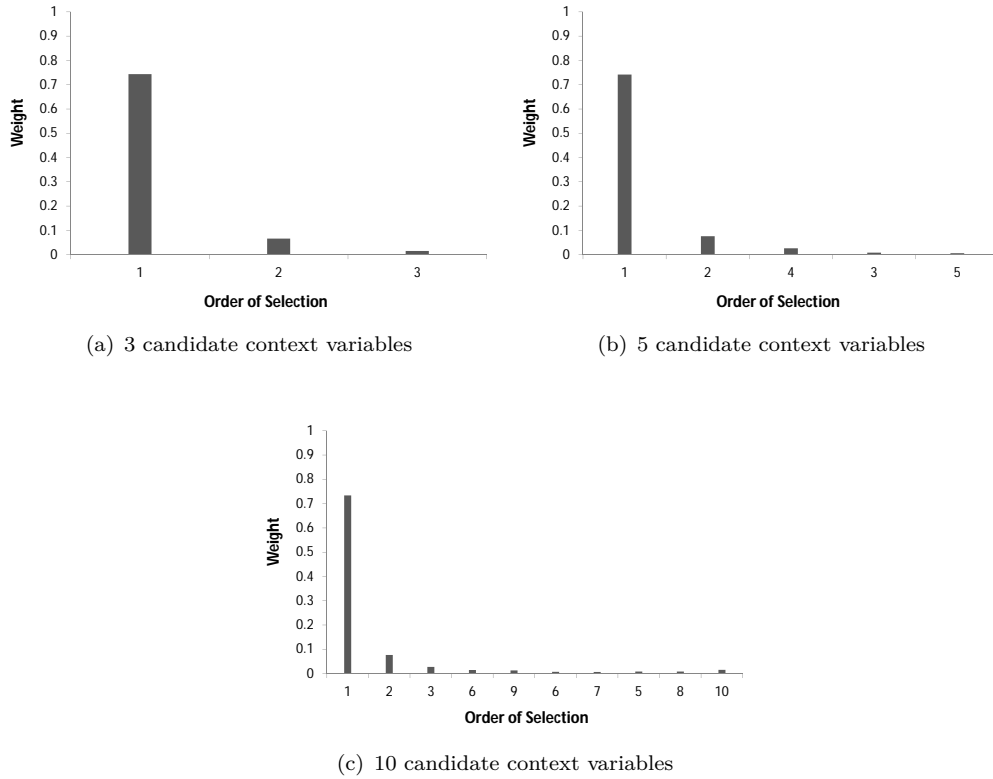 1
0.9
0.8
0.7
0.6
0.5
0.4
0.3
0.2
0.1
0
Weight
1 2 3
Order of Selection
(a) 3 candidate context variables
1
0.9
0.8
0.7
0.6
0.5
0.4
0.3
0.2
0.1
0
Weight
1 2 4 3 5
Order of Selection
(b) 5 candidate context variables
1
0.9
0.8
0.7
0.6
0.5
0.4
0.3
0.2
0.1
0
Weight
1 2 3 6 9 6 7 5 8 10
Order of Selection
(c) 10 candidate context variables